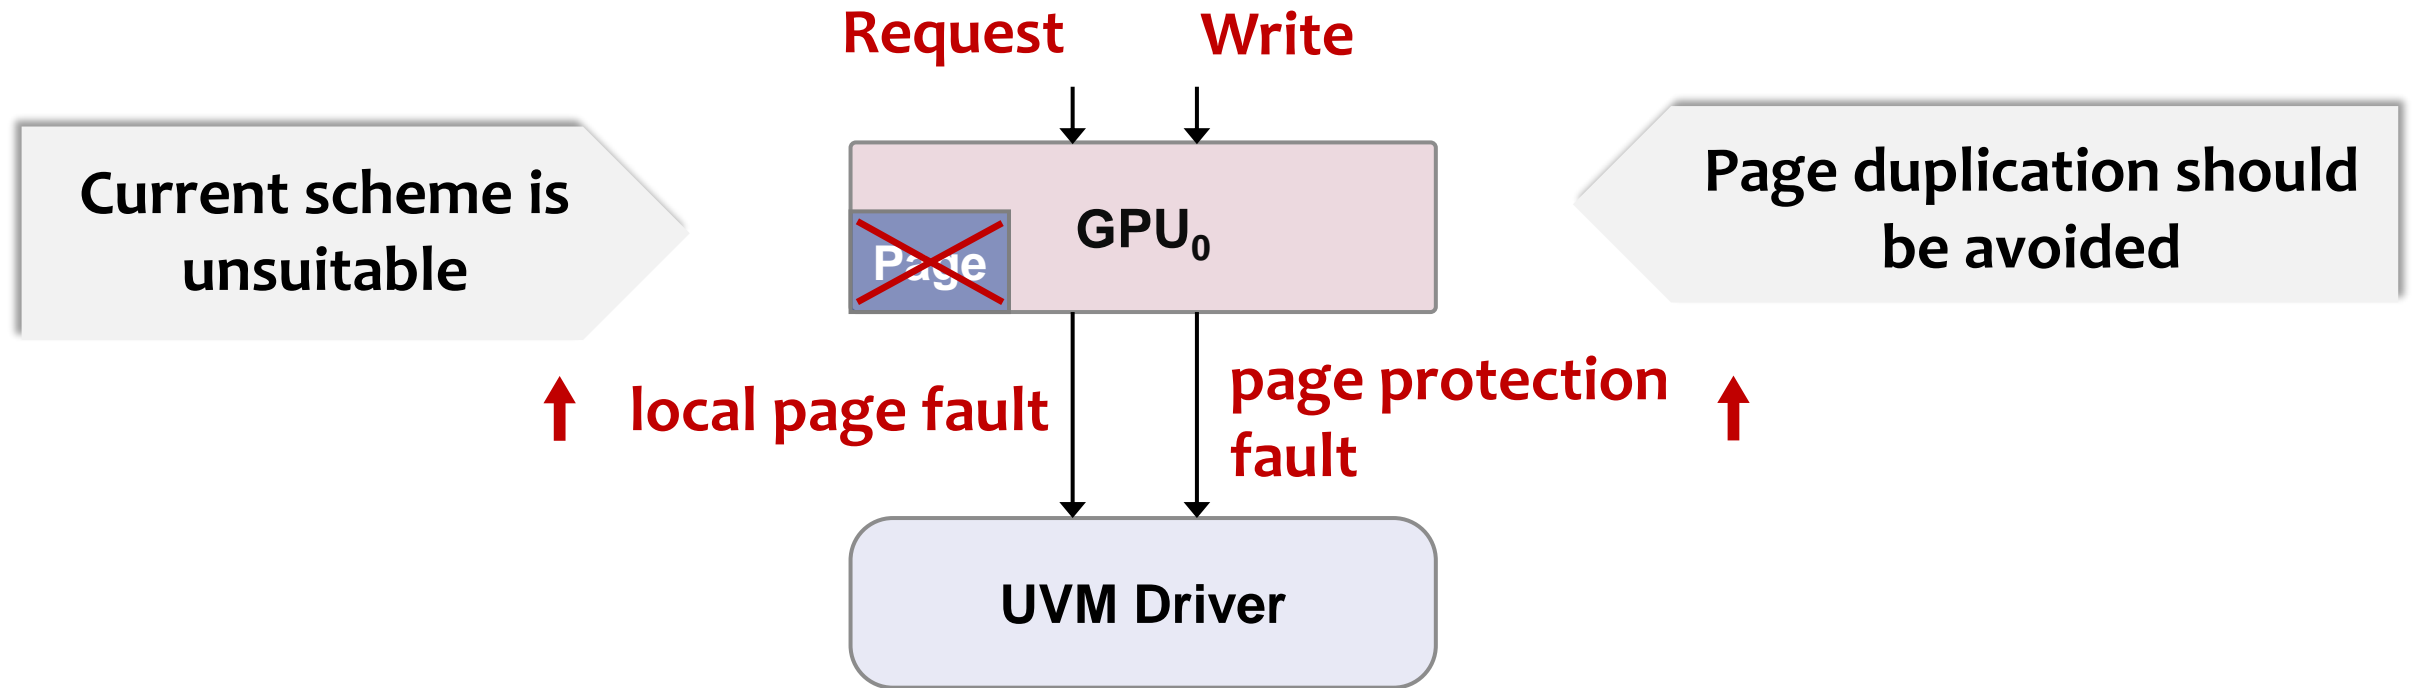 Request
Write
Current scheme is
unsuitable
Page duplication should
be avoided
GPU₀
Page
local page fault
page protection
fault
UVM Driver